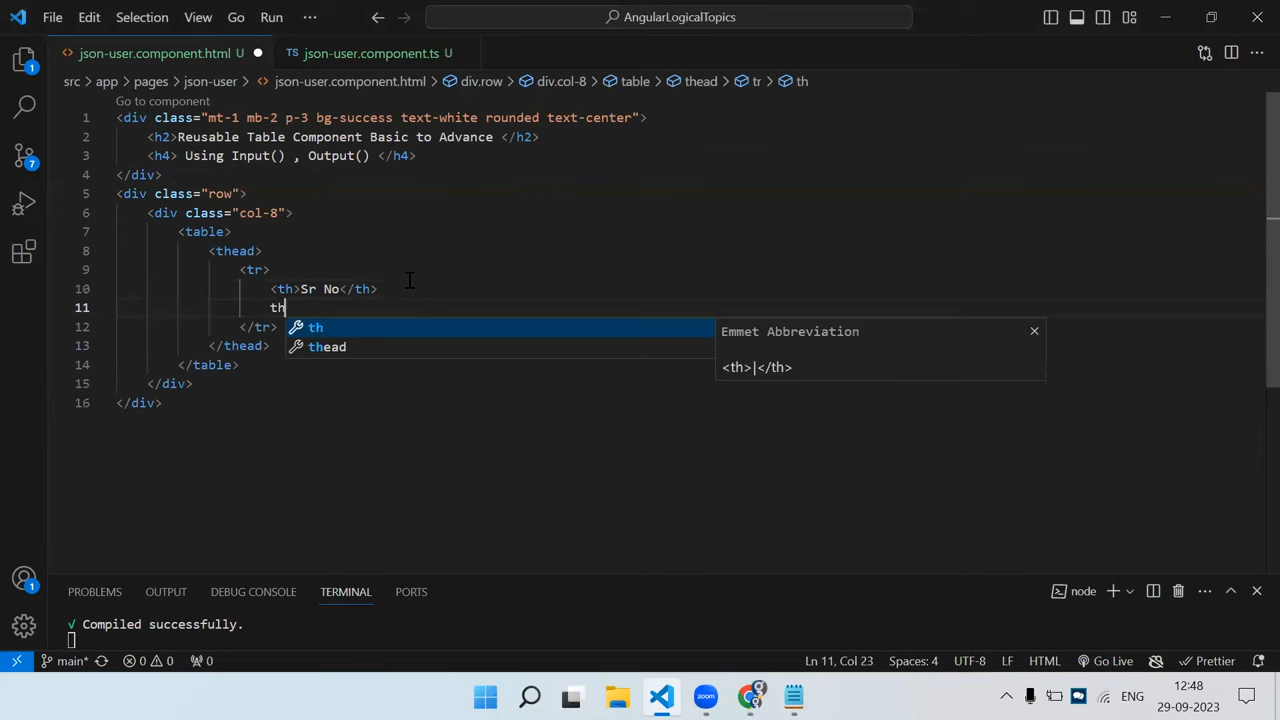 File Edit Selection View Go Run ··· AngularLogicalTopics
json-user.component.html U json-user.component.ts U
src > app > pages > json-user > json-user.component.html > div.row > div.col-8 > table > thead > tr > th
Go to component
1 <div class="mt-1 mb-2 p-3 bg-success text-white rounded text-center">
2 <h2>Reusable Table Component Basic to Advance </h2>
3 <h4> Using Input() , Output() </h4>
4 </div>
5 <div class="row">
6 <div class="col-8">
7 <table>
8 <thead>
9 <tr>
10 <th>Sr No</th>
11 th
12 </tr>
13 </thead>
14 </table>
15 </div>
16 </div>
th
thead
Emmet Abbreviation
<th>|</th>
1
7
1
PROBLEMS OUTPUT DEBUG CONSOLE TERMINAL PORTS node
√ Compiled successfully.
main* 0 0 0 Ln 11, Col 23 Spaces: 4 UTF-8 LF HTML Go Live Prettier
zoom ENG 12:48
29-09-2023